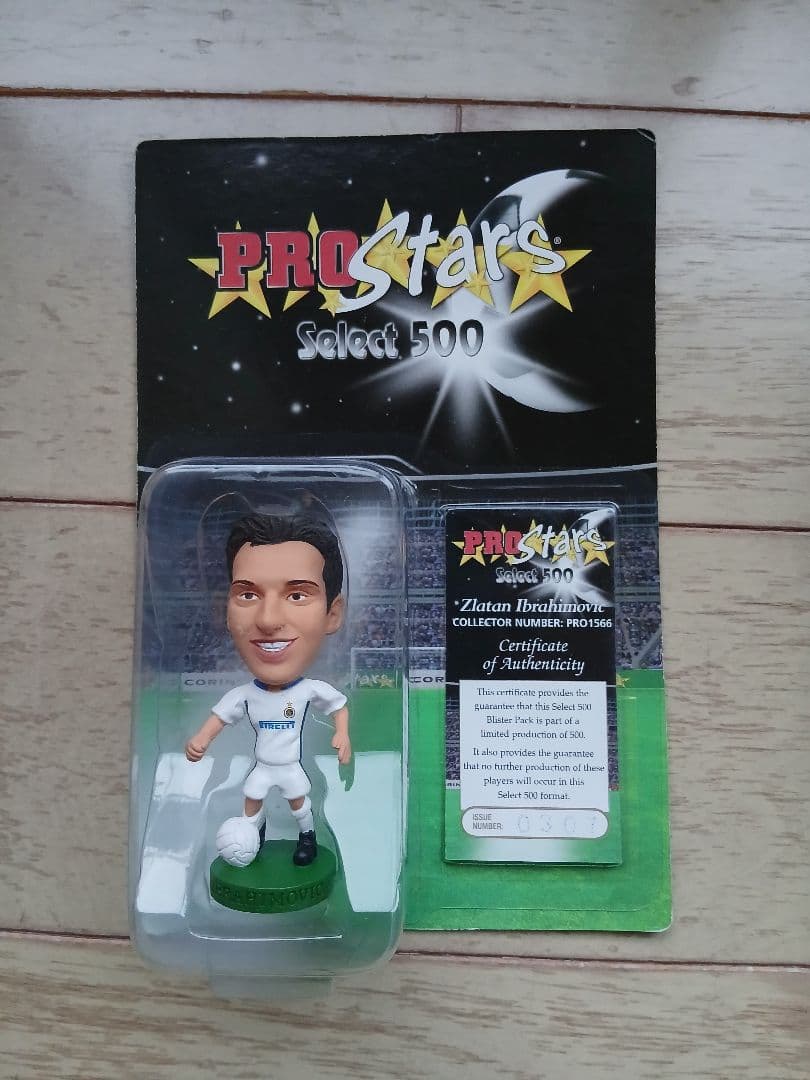 PROStars®
Select 500
PROStars
Select 500
Zlatan Ibrahimovic
COLLECTOR NUMBER: PRO1566
Certificate
of Authenticity
This certificate provides the
guarantee that this Select 500
Blister Pack is part of a
limited production of 500.
It also provides the guarantee
that no further production of these
players will occur in this
Select 500 format.
ISSUE
NUMBER:
CORIN
COR
PIRELLI
IBRAHIMOVIC